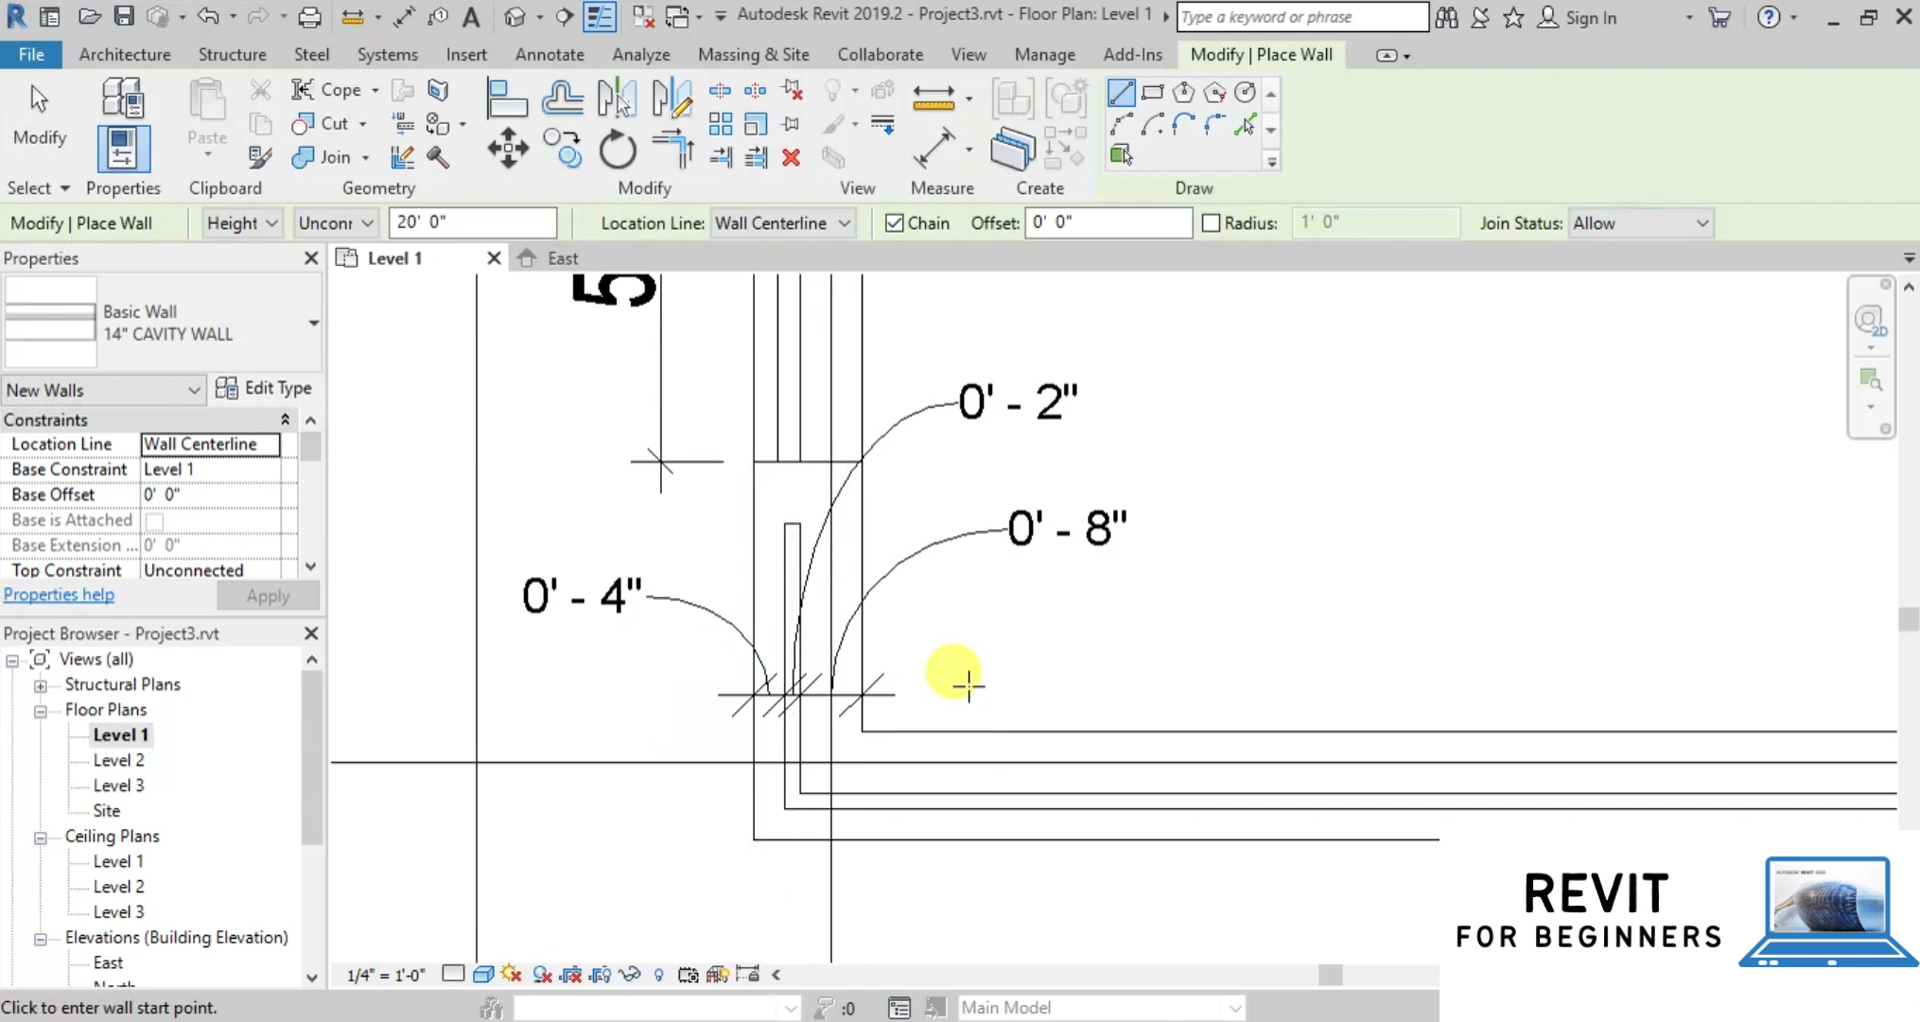 Autodesk Revit 2019.2 - Project3.rvt - Floor Plan: Level 1
Type a keyword or phrase
Sign In
File Architecture Structure Steel Systems Insert Annotate Analyze Massing & Site Collaborate View Manage Add-Ins Modify | Place Wall
Modify
Paste
Cope
Cut
Join
Select Properties Clipboard Geometry Modify View Measure Create Draw
Modify | Place Wall Height Unconr 20' 0" Location Line: Wall Centerline Chain Offset: 0' 0" Radius: 1' 0" Join Status: Allow
Properties
Level 1
East
Basic Wall
14" CAVITY WALL
New Walls
Edit Type
Constraints
Location Line Wall Centerline
Base Constraint Level 1
Base Offset 0' 0"
Base is Attached
Base Extension ... 0' 0"
Top Constraint Unconnected
Properties help
Apply
Project Browser - Project3.rvt
Views (all)
Structural Plans
Floor Plans
Level 1
Level 2
Level 3
Site
Ceiling Plans
Level 1
Level 2
Level 3
Elevations (Building Elevation)
East
North
5
0' - 2"
0' - 8"
0' - 4"
2D
REVIT
FOR BEGINNERS
1/4" = 1'-0"
Click to enter wall start point.
:0
Main Model